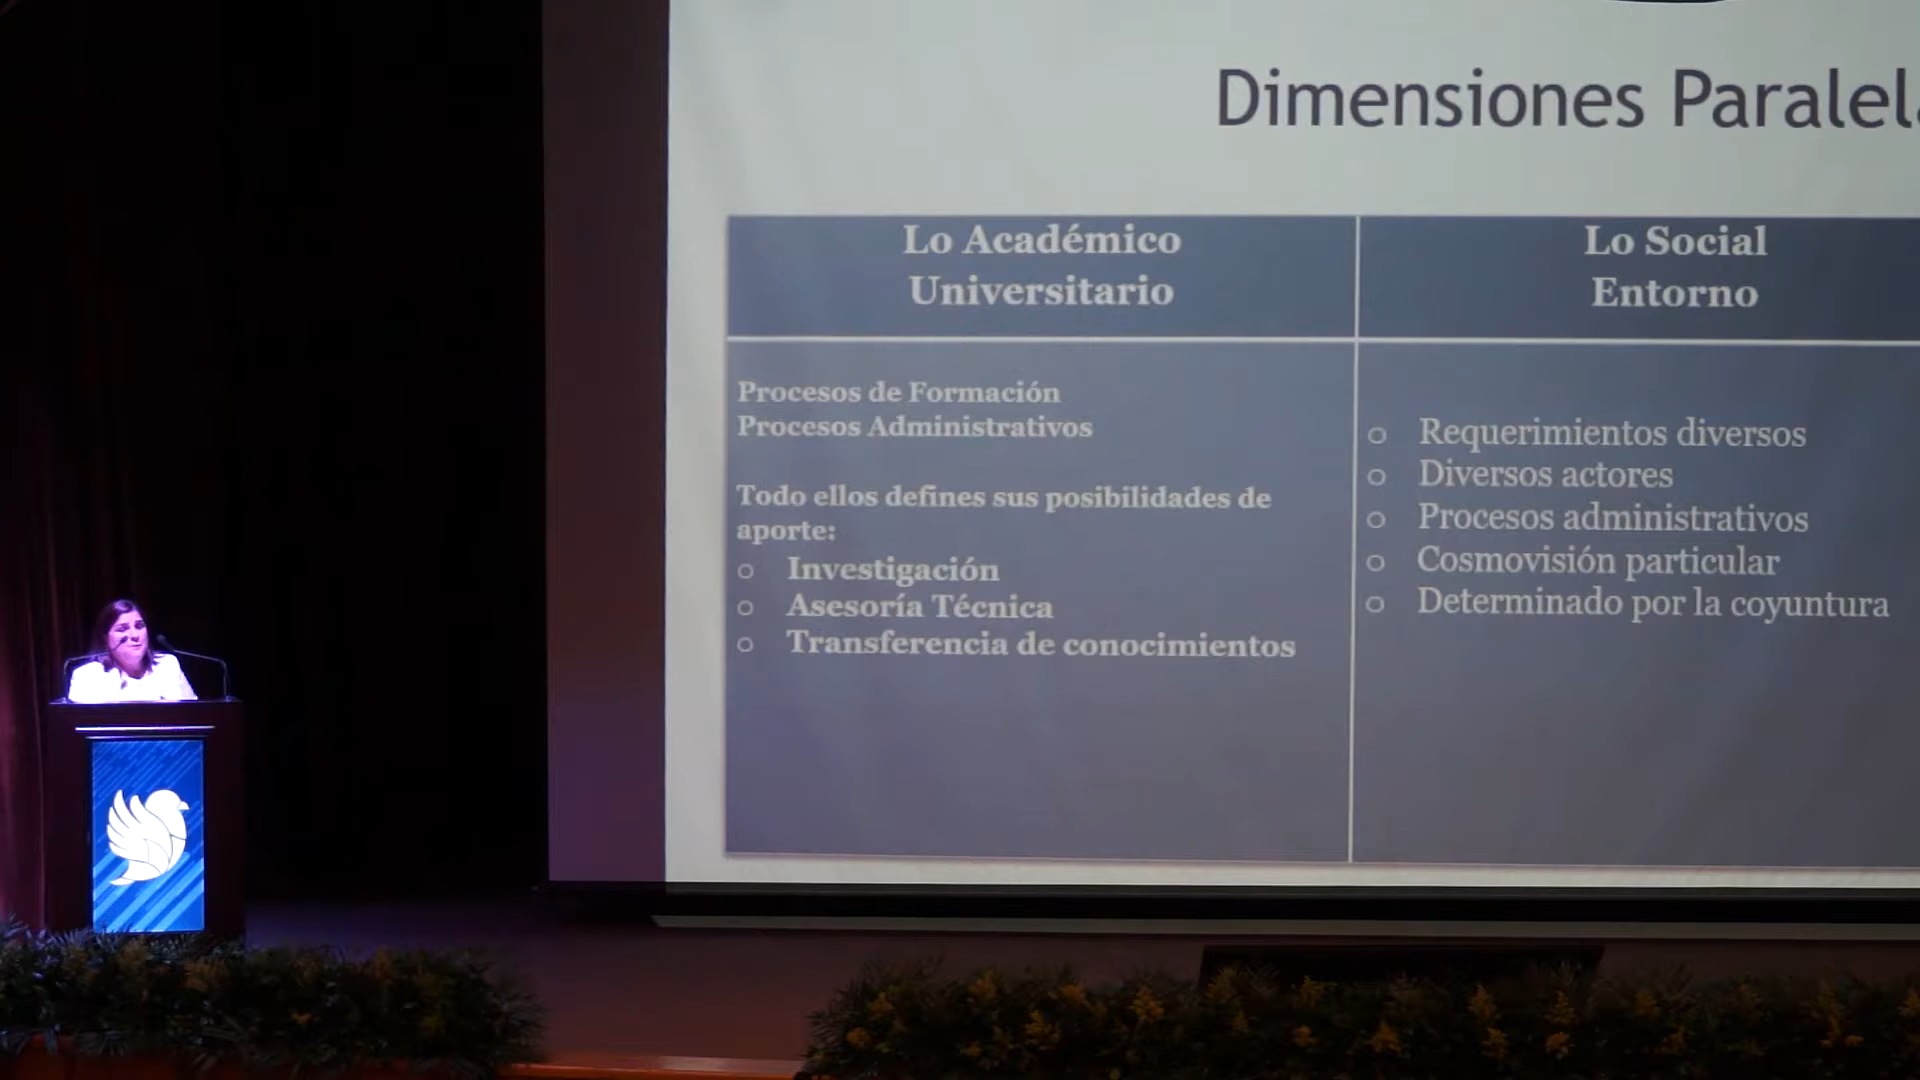 Dimensiones Paralela
Lo Académico
Universitario
Lo Social
Entorno
Procesos de Formación
Procesos Administrativos
Todo ellos defines sus posibilidades de
aporte:
o Investigación
o Asesoría Técnica
o Transferencia de conocimientos
o Requerimientos diversos
o Diversos actores
o Procesos administrativos
o Cosmovisión particular
o Determinado por la coyuntura